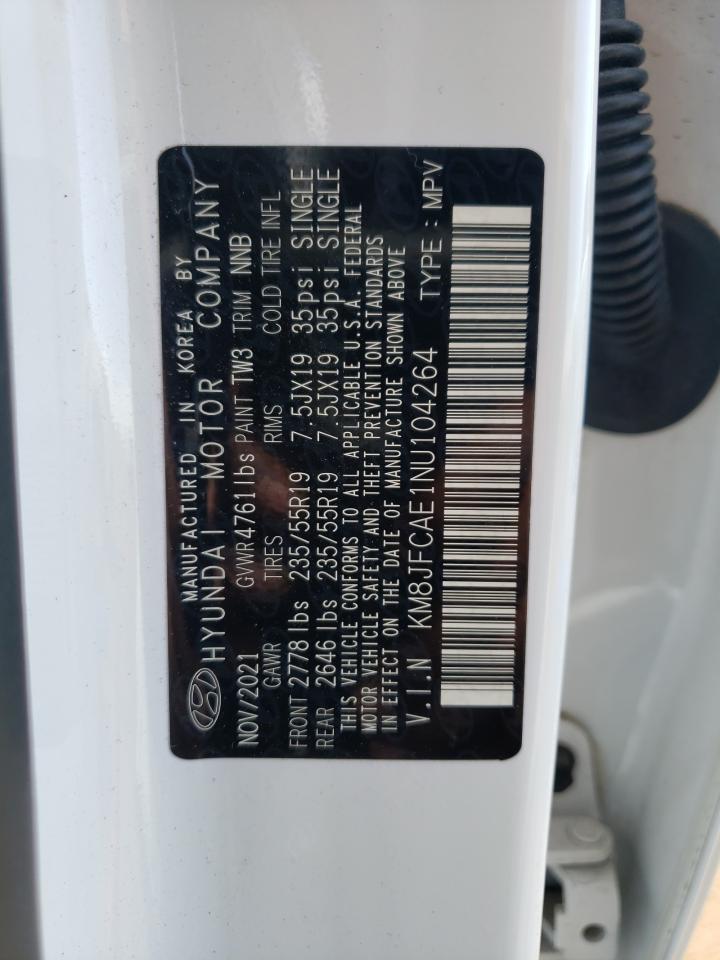 MANUFACTURED IN KOREA BY
HYUNDAI MOTOR COMPANY
NOV/2021 GVWR 4761lbs PAINT TW3 TRIM NNB
GAWR TIRES RIMS COLD TIRE INFL
FRONT 2778 lbs 235/55R19 7.5JX19 35psi SINGLE
REAR 2646 lbs 235/55R19 7.5JX19 35psi SINGLE
THIS VEHICLE CONFORMS TO ALL APPLICABLE U.S.A. FEDERAL
MOTOR VEHICLE SAFETY AND THEFT PREVENTION STANDARDS
IN EFFECT ON THE DATE OF MANUFACTURE SHOWN ABOVE
V.I.N KM8JFCAE1NU104264 TYPE : MPV